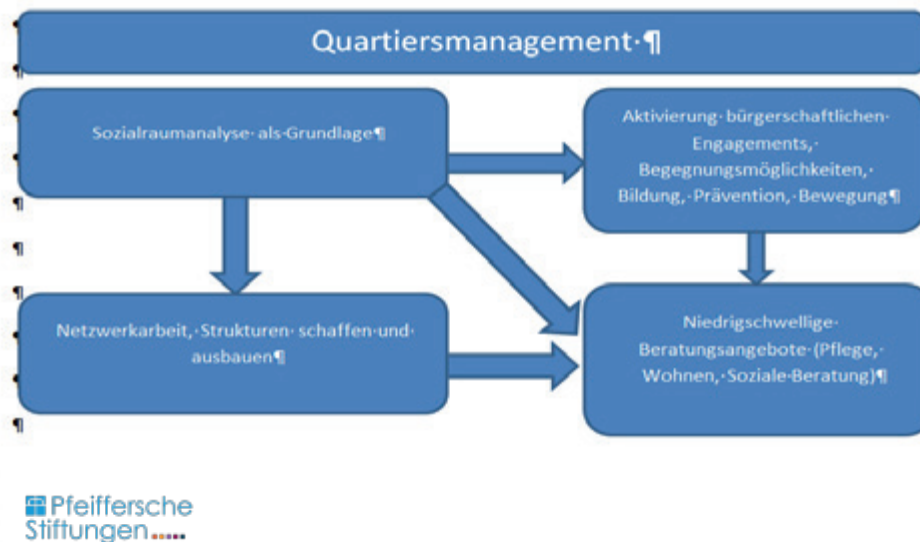 Quartiersmanagement·¶
Sozialraumanalyse· als·Grundlage¶
Aktivierung· bürgerschaftlichen·
Engagements,·
Begegnungsmöglichkeiten,·
Bildung,·Prävention,·Bewegung¶
Netzwerkarbeit,·Strukturen· schaffen·und·
ausbauen¶
Niedrigschwellige·
Beratungsangebote·(Pflege,·
Wohnen,·Soziale·Beratung)¶
¶
¶
¶
¶
¶
¶
¶
¶
¶
¶
Pfeiffersche
Stiftungen